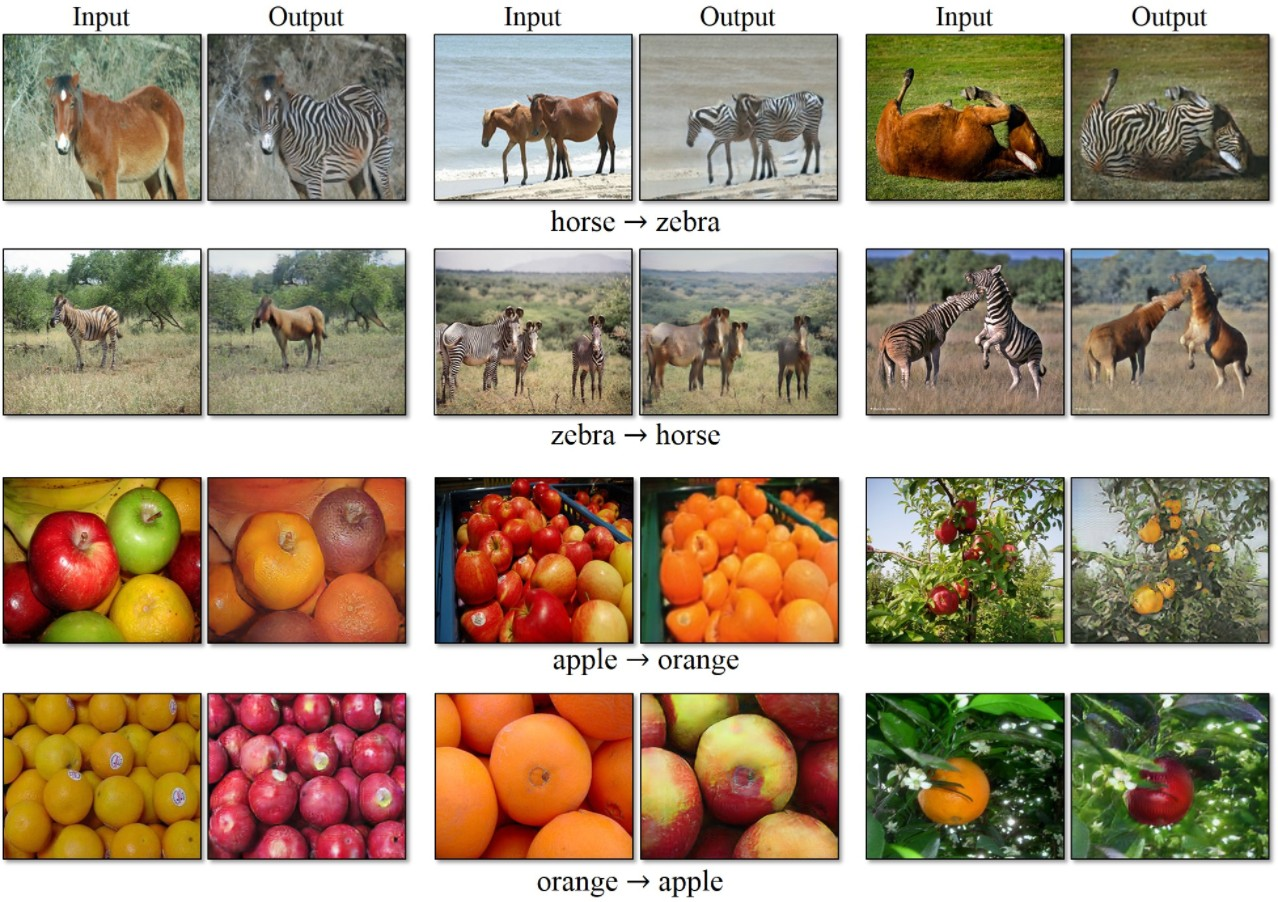 Input Output Input Output Input Output
horse → zebra
zebra → horse
apple → orange
orange → apple